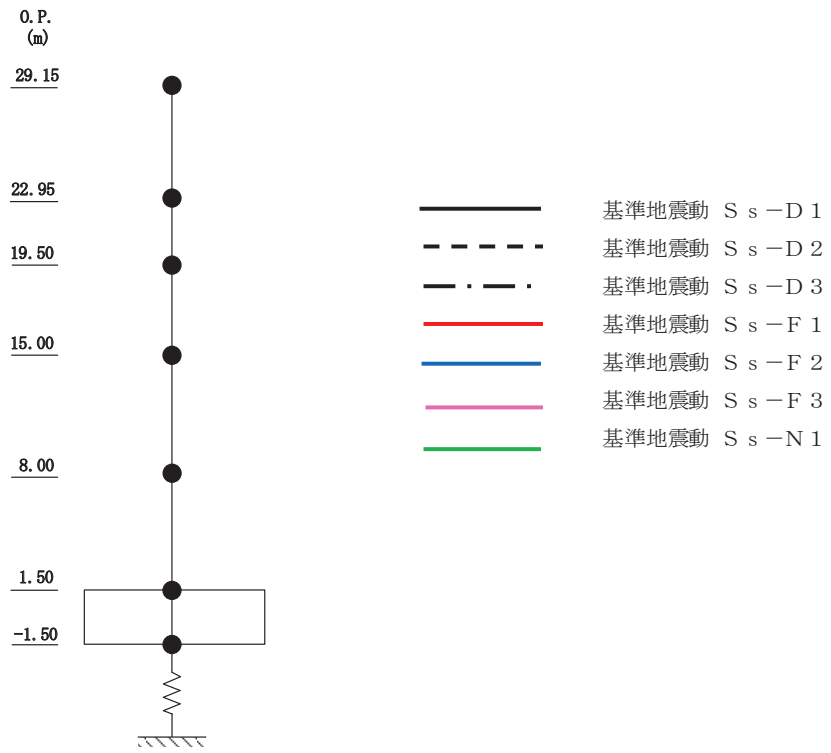 O.P.
(m)
29.15
22.95
19.50
15.00
8.00
1.50
-1.50
基準地震動 Ｓｓ－Ｄ１
基準地震動 Ｓｓ－Ｄ２
基準地震動 Ｓｓ－Ｄ３
基準地震動 Ｓｓ－Ｆ１
基準地震動 Ｓｓ－Ｆ２
基準地震動 Ｓｓ－Ｆ３
基準地震動 Ｓｓ－Ｎ１